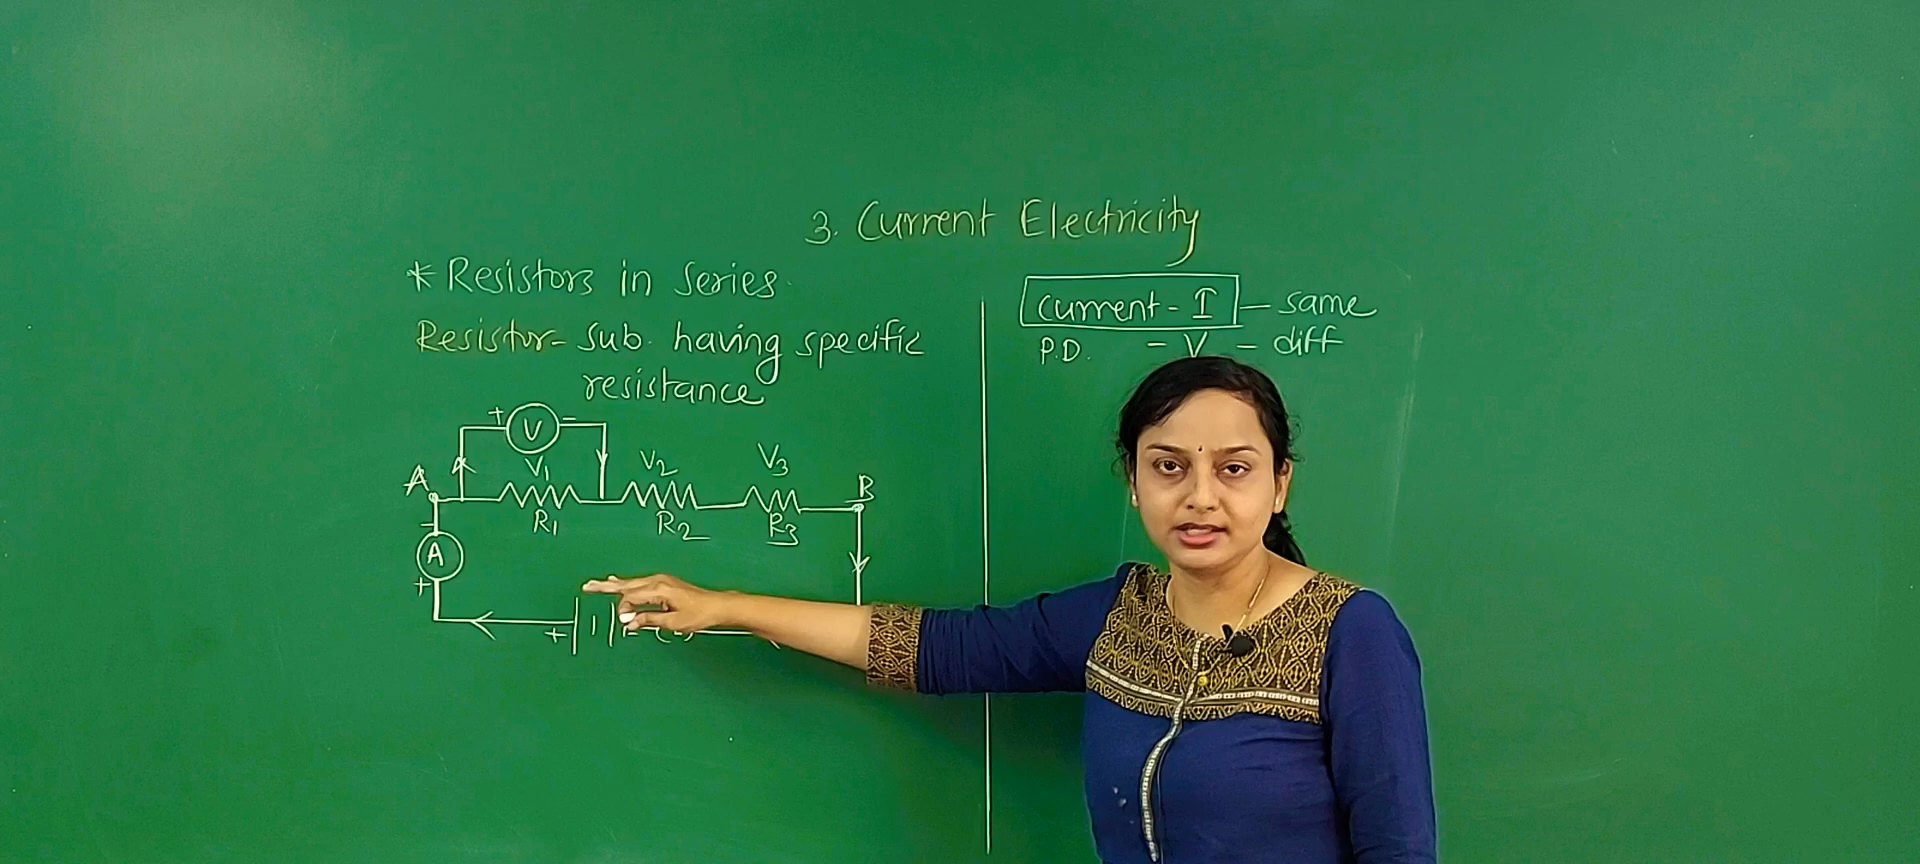 3. Current Electricity
* Resistors in series.
Resistor- sub. having specific
resistance
+ V -
A V1 V2 V3 B
R1 R2 R3
-
A
+
+ -
current - I - same
P.D. - V - diff